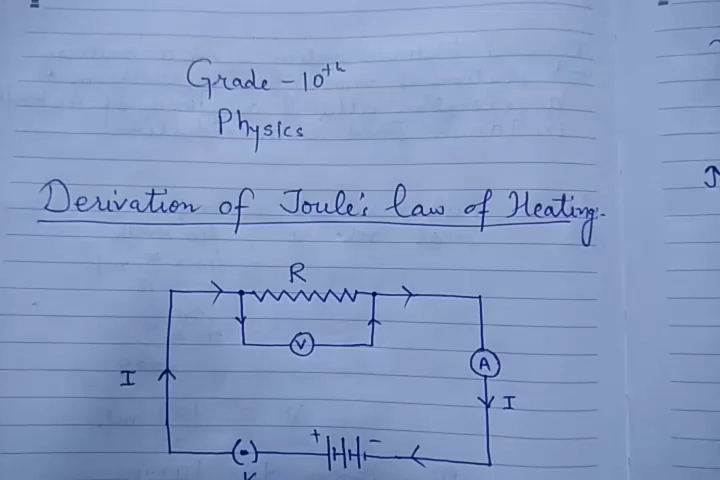 Grade - 10th
Physics
Derivation of Joule's law of Heating:-
R
V
I
A
I
+ -
K